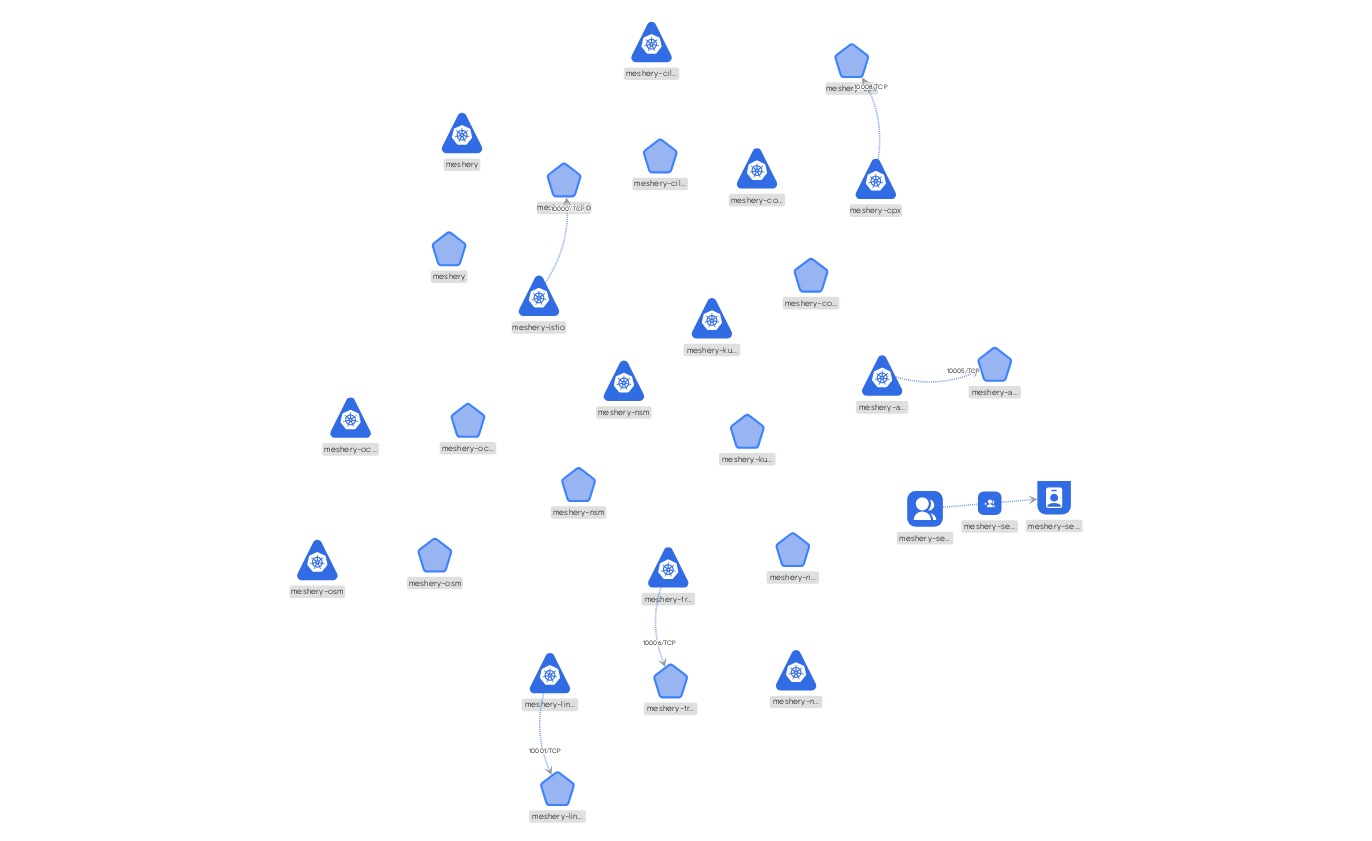 meshery-cil...
10008/TCP
meshery
meshery-cil...
meshery-co...
meshery-cpx
10000/TCP
meshery
meshery-co...
meshery-istio
meshery-ku...
10005/TCP
meshery-a...
meshery-a...
meshery-nsm
meshery-oc...
meshery-oc...
meshery-ku...
meshery-nsm
meshery-se...
meshery-se...
meshery-se...
meshery-osm
meshery-osm
meshery-n...
meshery-tr...
10006/TCP
meshery-lin...
meshery-tr...
meshery-n...
10001/TCP
meshery-lin...